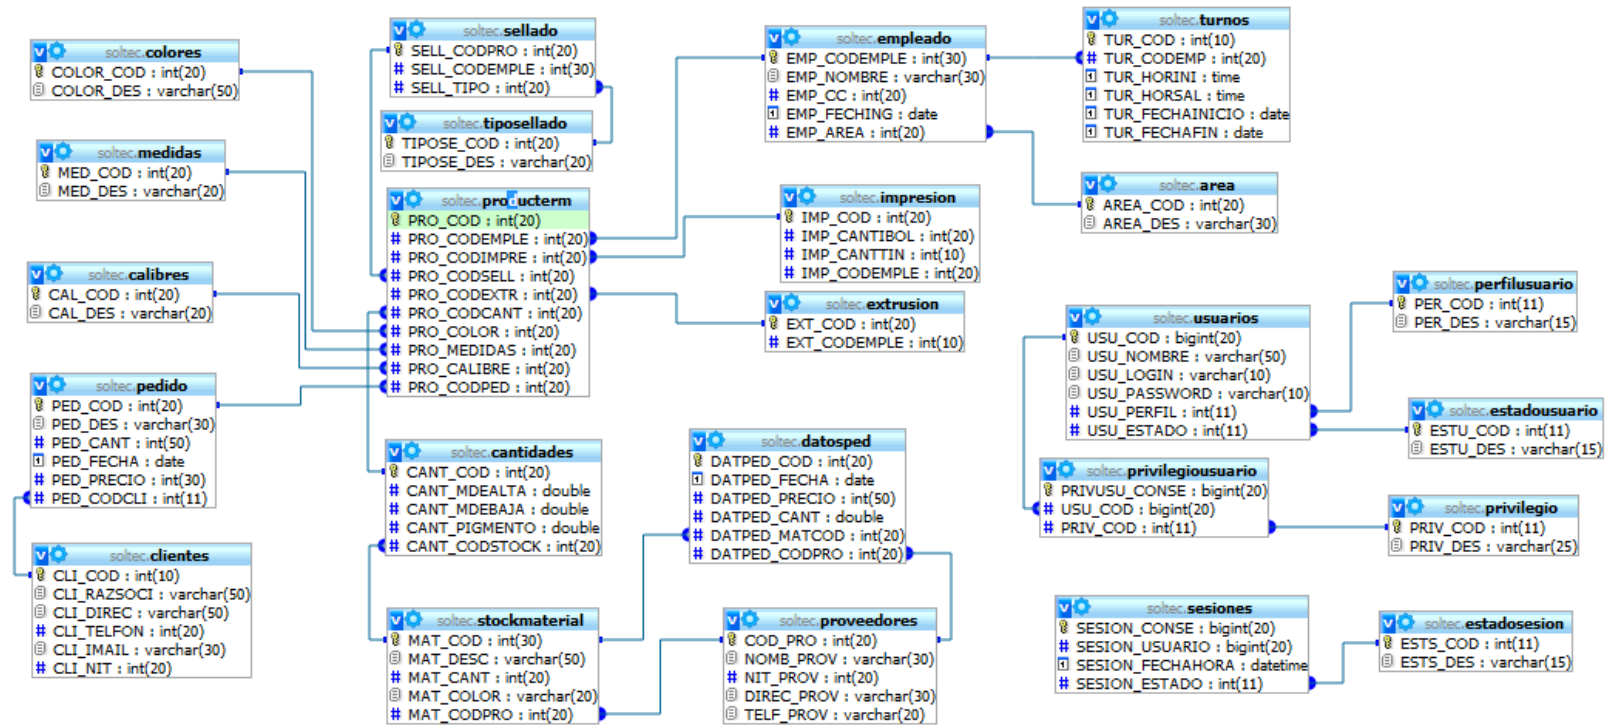 soltec.colores
COLOR_COD : int(20)
COLOR_DES : varchar(50)
soltec.medidas
MED_COD : int(20)
MED_DES : varchar(20)
soltec.calibres
CAL_COD : int(20)
CAL_DES : varchar(20)
soltec.pedido
PED_COD : int(20)
PED_DES : varchar(30)
PED_CANT : int(50)
PED_FECHA : date
PED_PRECIO : int(30)
PED_CODCLI : int(11)
soltec.clientes
CLI_COD : int(10)
CLI_RAZSOCI : varchar(50)
CLI_DIREC : varchar(50)
CLI_TELFON : int(20)
CLI_IMAIL : varchar(30)
CLI_NIT : int(20)
soltec.sellado
SELL_CODPRO : int(20)
SELL_CODEMPLE : int(30)
SELL_TIPO : int(20)
soltec.tiposellado
TIPOSE_COD : int(20)
TIPOSE_DES : varchar(20)
soltec.producterm
PRO_COD : int(20)
PRO_CODEMPLE : int(20)
PRO_CODIMPRE : int(20)
PRO_CODSELL : int(20)
PRO_CODEXTR : int(20)
PRO_CODCANT : int(20)
PRO_COLOR : int(20)
PRO_MEDIDAS : int(20)
PRO_CALIBRE : int(20)
PRO_CODPED : int(20)
soltec.cantidades
CANT_COD : int(20)
CANT_MDEALTA : double
CANT_MDEBAJA : double
CANT_PIGMENTO : double
CANT_CODSTOCK : int(20)
soltec.stockmaterial
MAT_COD : int(30)
MAT_DESC : varchar(50)
MAT_CANT : int(20)
MAT_COLOR : varchar(20)
MAT_CODPRO : int(20)
soltec.empleado
EMP_CODEMPLE : int(30)
EMP_NOMBRE : varchar(30)
EMP_CC : int(20)
EMP_FECHING : date
EMP_AREA : int(20)
soltec.impresion
IMP_COD : int(20)
IMP_CANTIBOL : int(20)
IMP_CANTTIN : int(10)
IMP_CODEMPLE : int(20)
soltec.extrusion
EXT_COD : int(20)
EXT_CODEMPLE : int(10)
soltec.datosped
DATPED_COD : int(20)
DATPED_FECHA : date
DATPED_PRECIO : int(50)
DATPED_CANT : double
DATPED_MATCOD : int(20)
DATPED_CODPRO : int(20)
soltec.proveedores
COD_PRO : int(20)
NOMB_PROV : varchar(30)
NIT_PROV : int(20)
DIREC_PROV : varchar(30)
TELF_PROV : varchar(20)
soltec.turnos
TUR_COD : int(10)
TUR_CODEMP : int(20)
TUR_HORINI : time
TUR_HORSAL : time
TUR_FECHAINICIO : date
TUR_FECHAFIN : date
soltec.area
AREA_COD : int(20)
AREA_DES : varchar(30)
soltec.usuarios
USU_COD : bigint(20)
USU_NOMBRE : varchar(50)
USU_LOGIN : varchar(10)
USU_PASSWORD : varchar(10)
USU_PERFIL : int(11)
USU_ESTADO : int(11)
soltec.privilegiousuario
PRIVUSU_CONSE : bigint(20)
USU_COD : bigint(20)
PRIV_COD : int(11)
soltec.sesiones
SESION_CONSE : bigint(20)
SESION_USUARIO : bigint(20)
SESION_FECHAHORA : datetime
SESION_ESTADO : int(11)
soltec.perfilusuario
PER_COD : int(11)
PER_DES : varchar(15)
soltec.estadousuario
ESTU_COD : int(11)
ESTU_DES : varchar(15)
soltec.privilegio
PRIV_COD : int(11)
PRIV_DES : varchar(25)
soltec.estadosesion
ESTS_COD : int(11)
ESTS_DES : varchar(15)